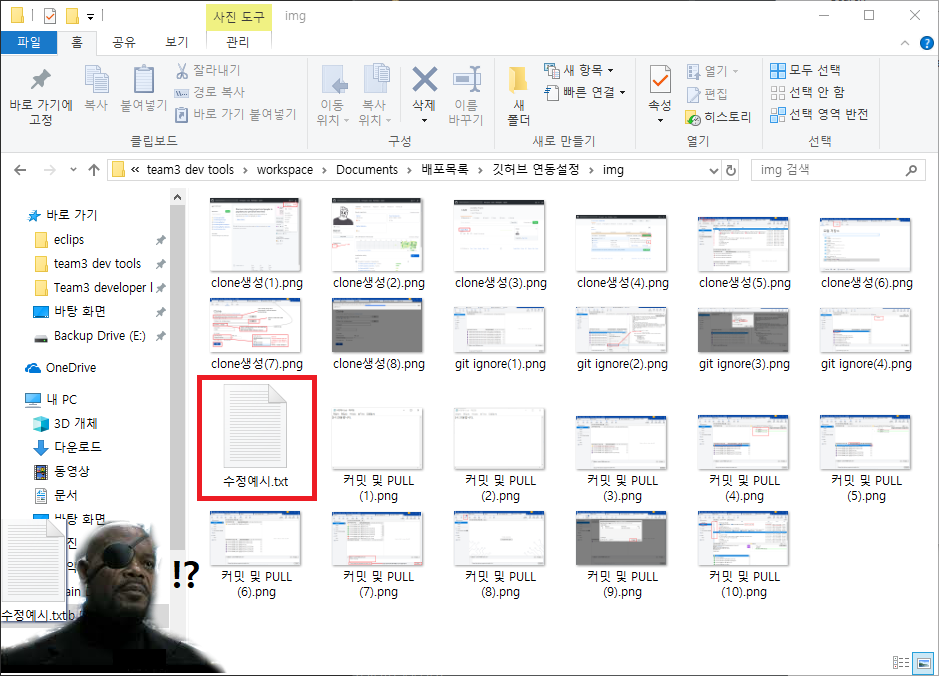 사진 도구
img
파일
홈
공유
보기
관리
바로 가기에
고정
복사
붙여넣기
잘라내기
경로 복사
바로 가기 붙여넣기
클립보드
이동
위치
복사
위치
삭제
이름
바꾸기
구성
새
폴더
새 항목
빠른 연결
새로 만들기
속성
열기
편집
히스토리
열기
모두 선택
선택 안 함
선택 영역 반전
선택
« team3 dev tools > workspace > Documents > 배포목록 > 깃허브 연동설정 > img
img 검색
바로 가기
eclips
team3 dev tools
Team3 developer l
바탕 화면
Backup Drive (E:)
OneDrive
내 PC
3D 개체
다운로드
동영상
문서
바탕 화면
clone생성(1).png
clone생성(2).png
clone생성(3).png
clone생성(4).png
clone생성(5).png
clone생성(6).png
clone생성(7).png
clone생성(8).png
git ignore(1).png
git ignore(2).png
git ignore(3).png
git ignore(4).png
수정예시.txt
커밋 및 PULL
(1).png
커밋 및 PULL
(2).png
커밋 및 PULL
(3).png
커밋 및 PULL
(4).png
커밋 및 PULL
(5).png
커밋 및 PULL
(6).png
커밋 및 PULL
(7).png
커밋 및 PULL
(8).png
커밋 및 PULL
(9).png
커밋 및 PULL
(10).png
!?
수정예시.txt